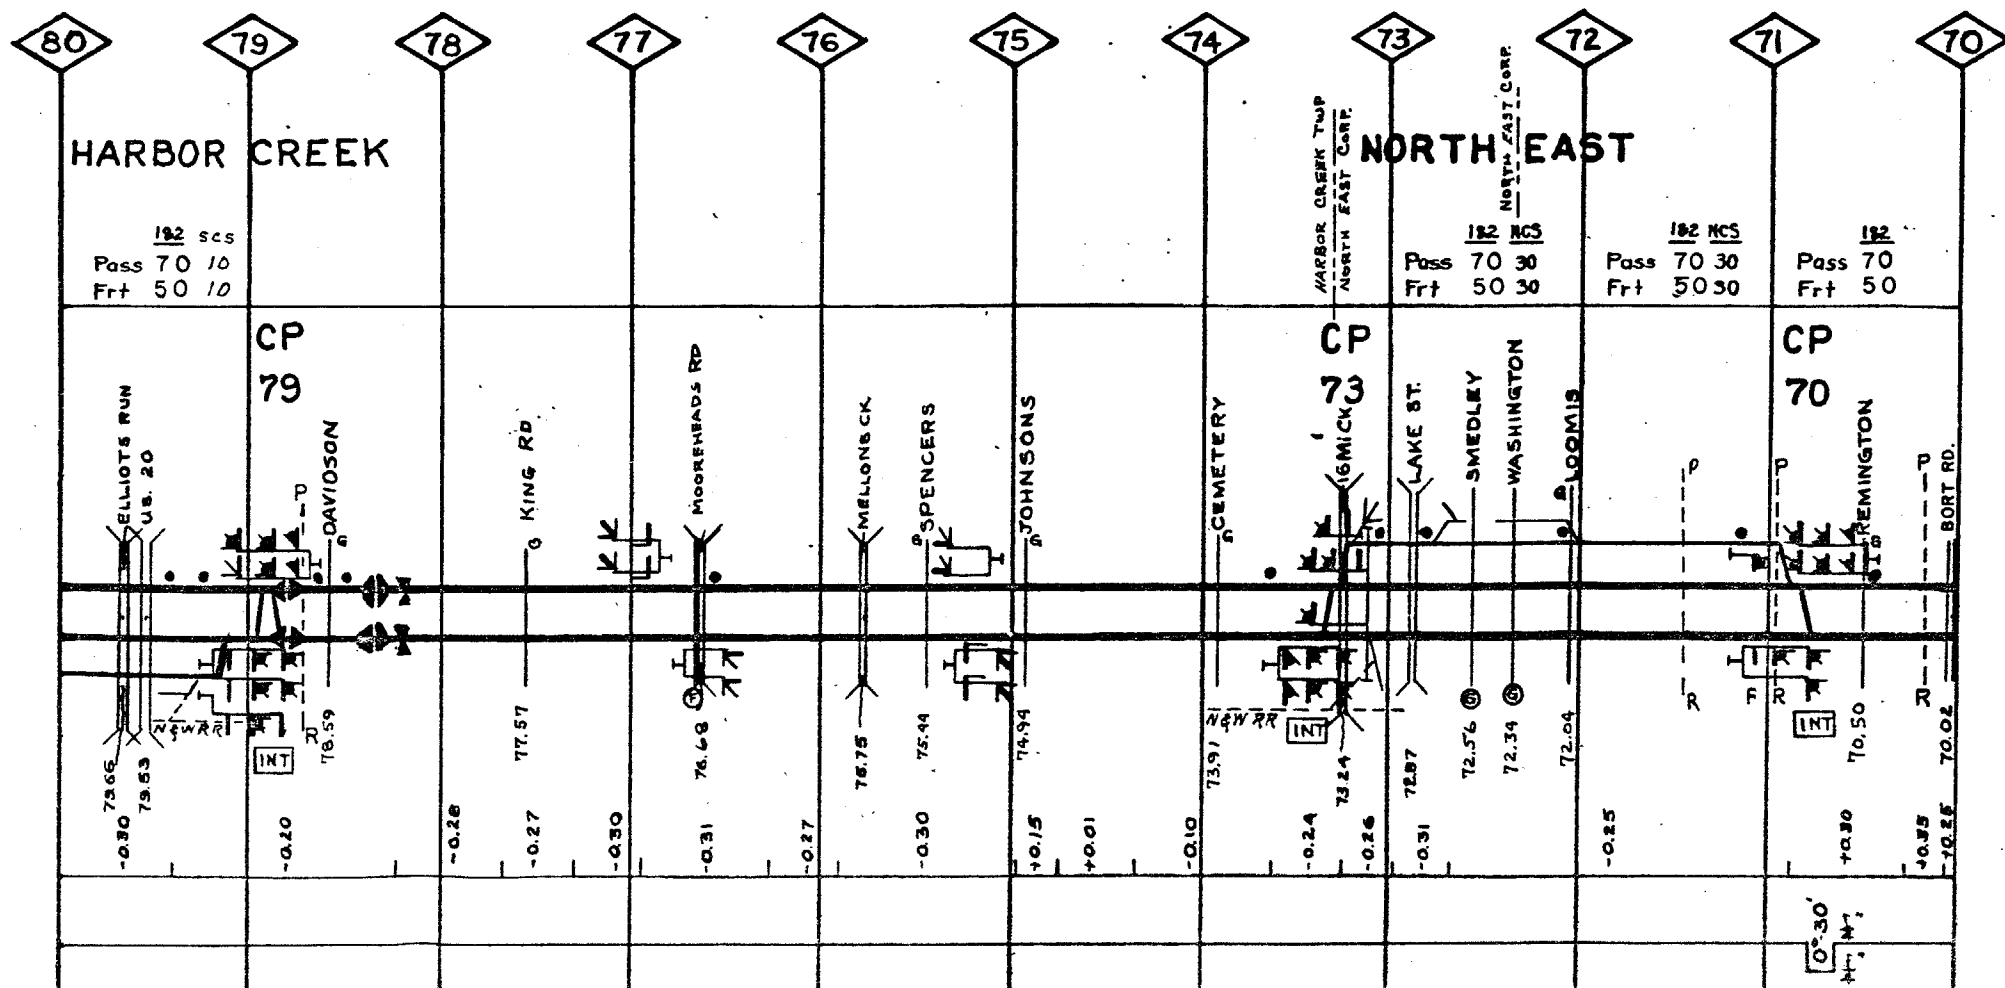 80 79 78 77 76 75 74 73 72 71 70
HARBOR CREEK
NORTH EAST
HARBOR CREEK TWP
NORTH EAST CORP.
NORTH EAST CORP.
1&2 SCS
Pass 70 10
Frt 50 10
1&2 NCS
Pass 70 30
Frt 50 30
1&2 NCS
Pass 70 30
Frt 50 30
1&2
Pass 70
Frt 50
CP
79
CP
73
CP
70
ELLIOTS RUN
US. 20
P
DAVIDSON
G
KING RD
G
MOOREHEADS RD
MELLONBCK
SPENCERS
JOHNSONS
G
CEMETERY
G
16MICK
LAKE ST.
SMEDLEY
WASHINGTON
LOOMIS
P
P
REMINGTON
G
P
BORT RD.
N&W RR
INT
R
N&W RR
INT
R
F R
INT
R
79.66
79.53
78.59
77.57
76.68
75.75
75.44
74.94
73.91
73.24
72.87
72.56
72.34
72.04
70.50
70.02
-0.30
-0.20
-0.28
-0.27
-0.30
-0.31
-0.27
-0.30
+0.15
+0.01
-0.10
-0.24
-0.26
-0.31
-0.25
+0.30
+0.35
+0.25
0°-30'